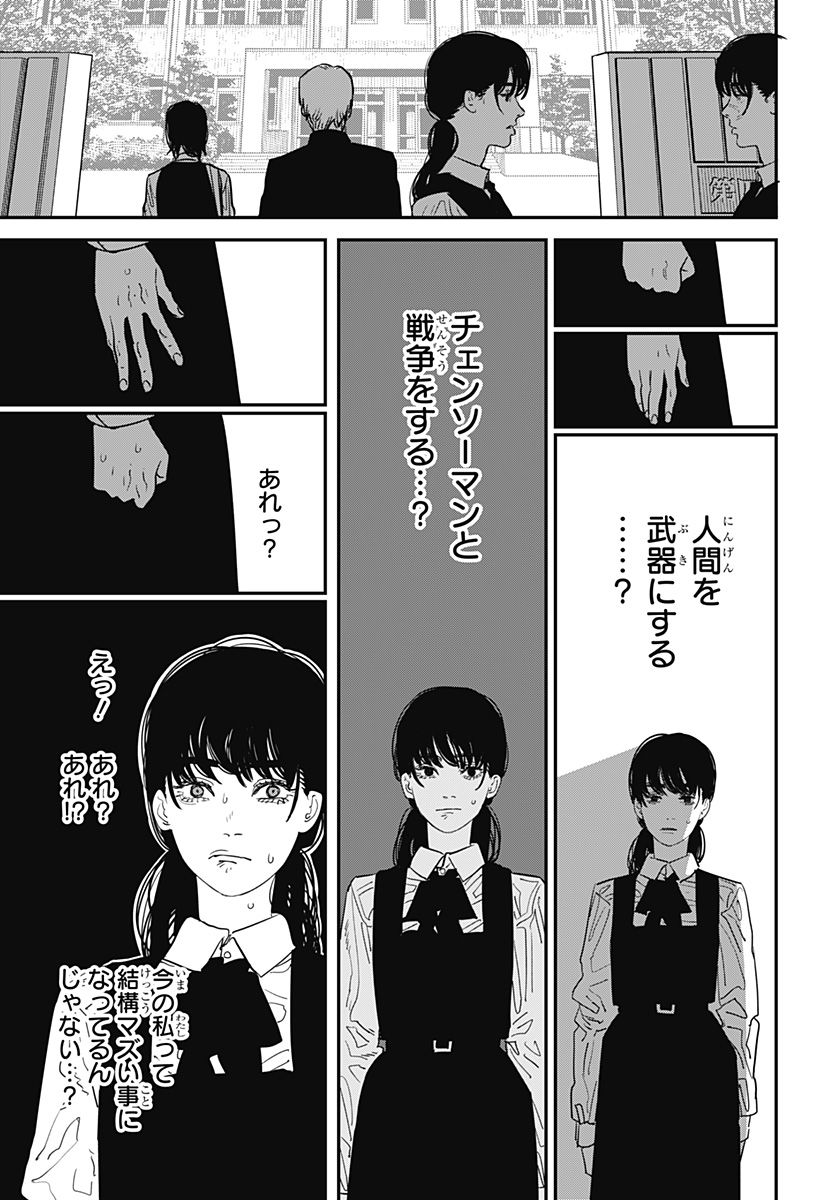 第
人間を
武器にする
……?
チェンソーマンと
戦争をする…?
あれっ?
えっ!
あれ?
あれ!?
今の私って
結構マズい事に
なってるん
じゃない…?